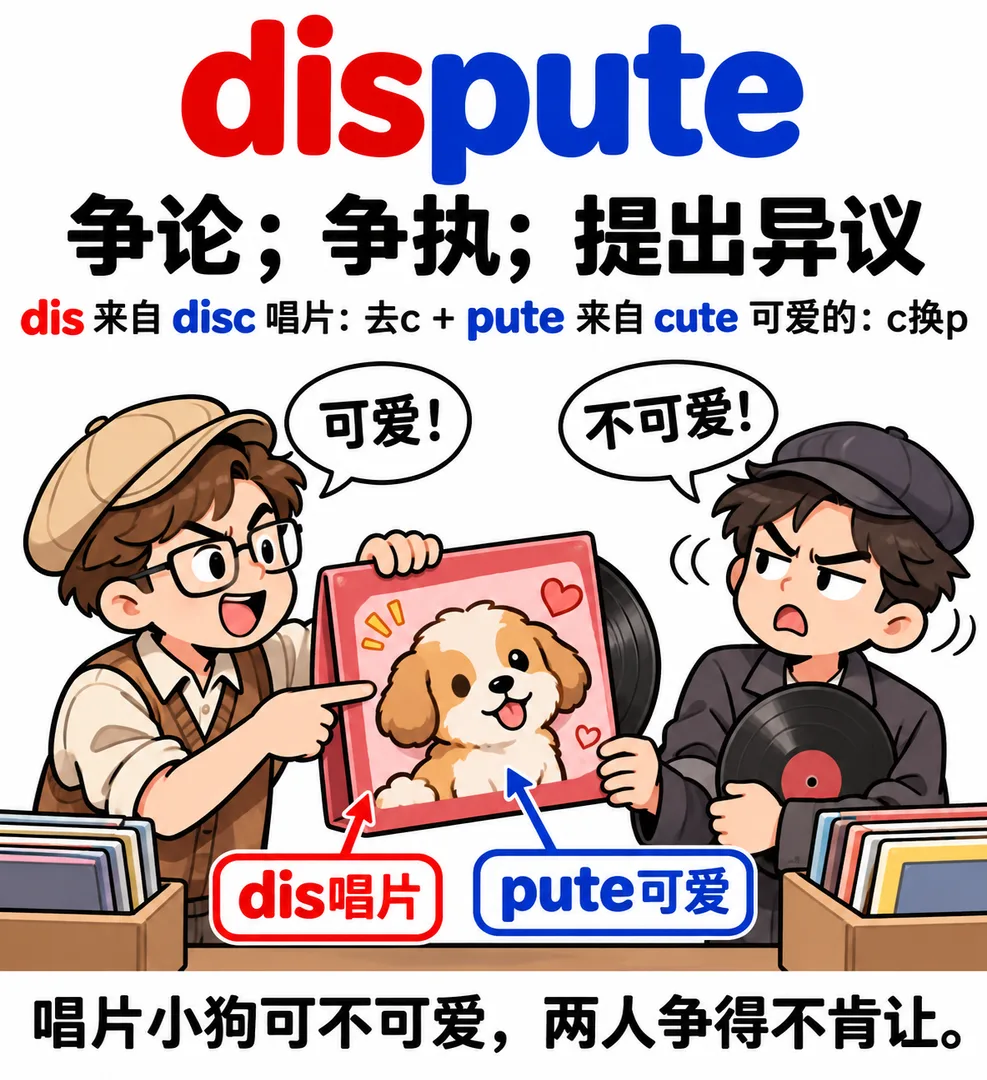 dispute
争论；争执；提出异议
dis 来自 disc 唱片：去c + pute 来自 cute 可爱的：c换p
可爱！
不可爱！
dis唱片
pute可爱
唱片小狗可不可爱，两人争得不肯让。